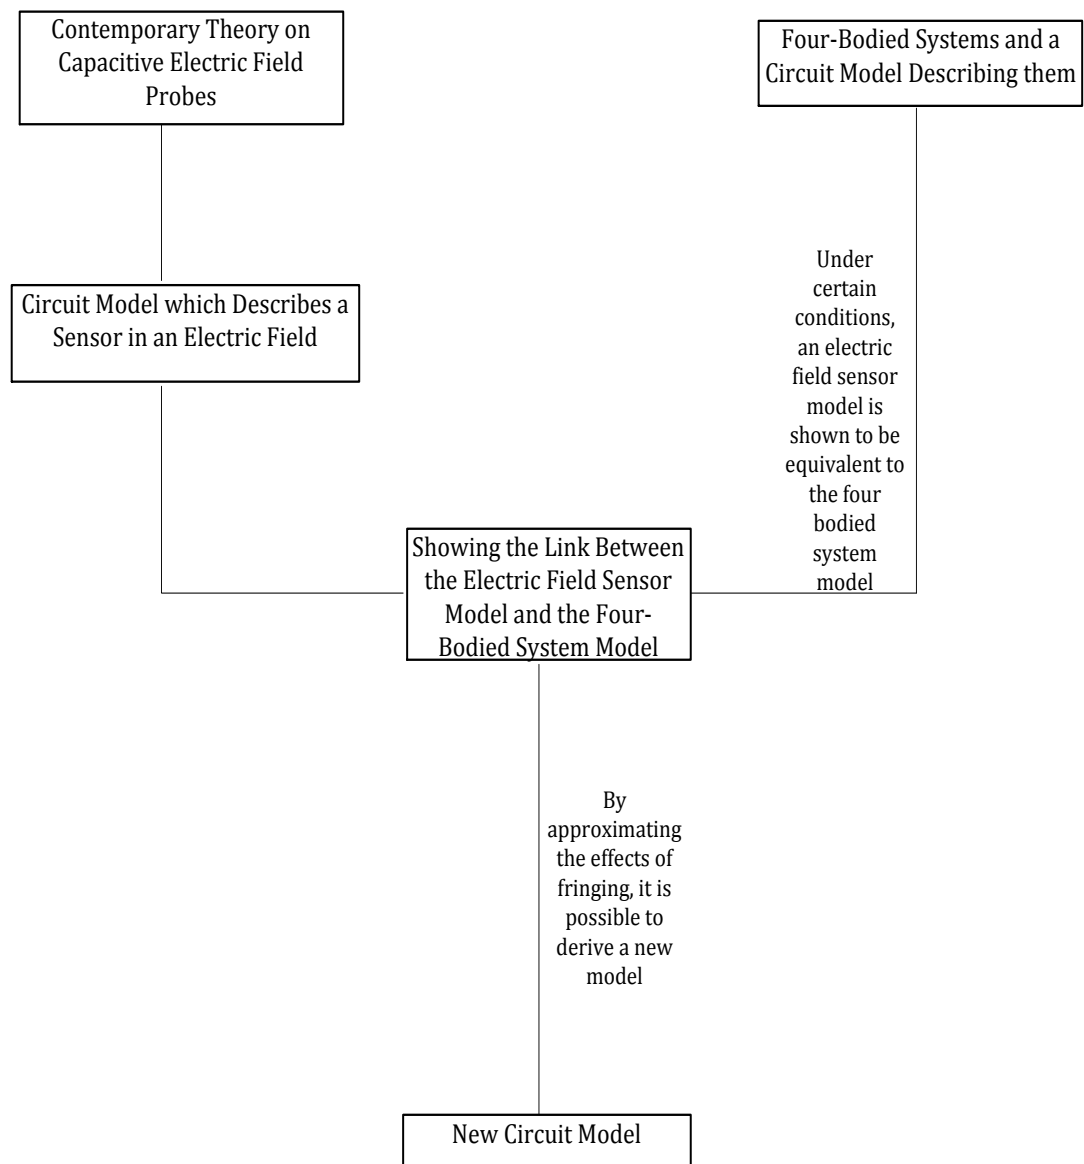 Contemporary Theory on
Capacitive Electric Field
Probes
Four-Bodied Systems and a
Circuit Model Describing them
Circuit Model which Describes a
Sensor in an Electric Field
Under
certain
conditions,
an electric
field sensor
model is
shown to be
equivalent to
the four
bodied
system
model
Showing the Link Between
the Electric Field Sensor
Model and the Four-
Bodied System Model
By
approximating
the effects of
fringing, it is
possible to
derive a new
model
New Circuit Model